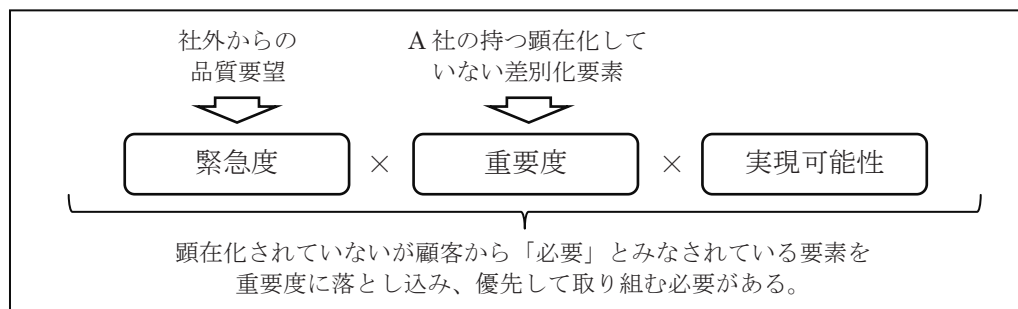 社外からの
品質要望
A 社の持つ顕在化して
いない差別化要素
緊急度 × 重要度 × 実現可能性
顕在化されていないが顧客から「必要」とみなされている要素を
重要度に落とし込み、優先して取り組む必要がある。